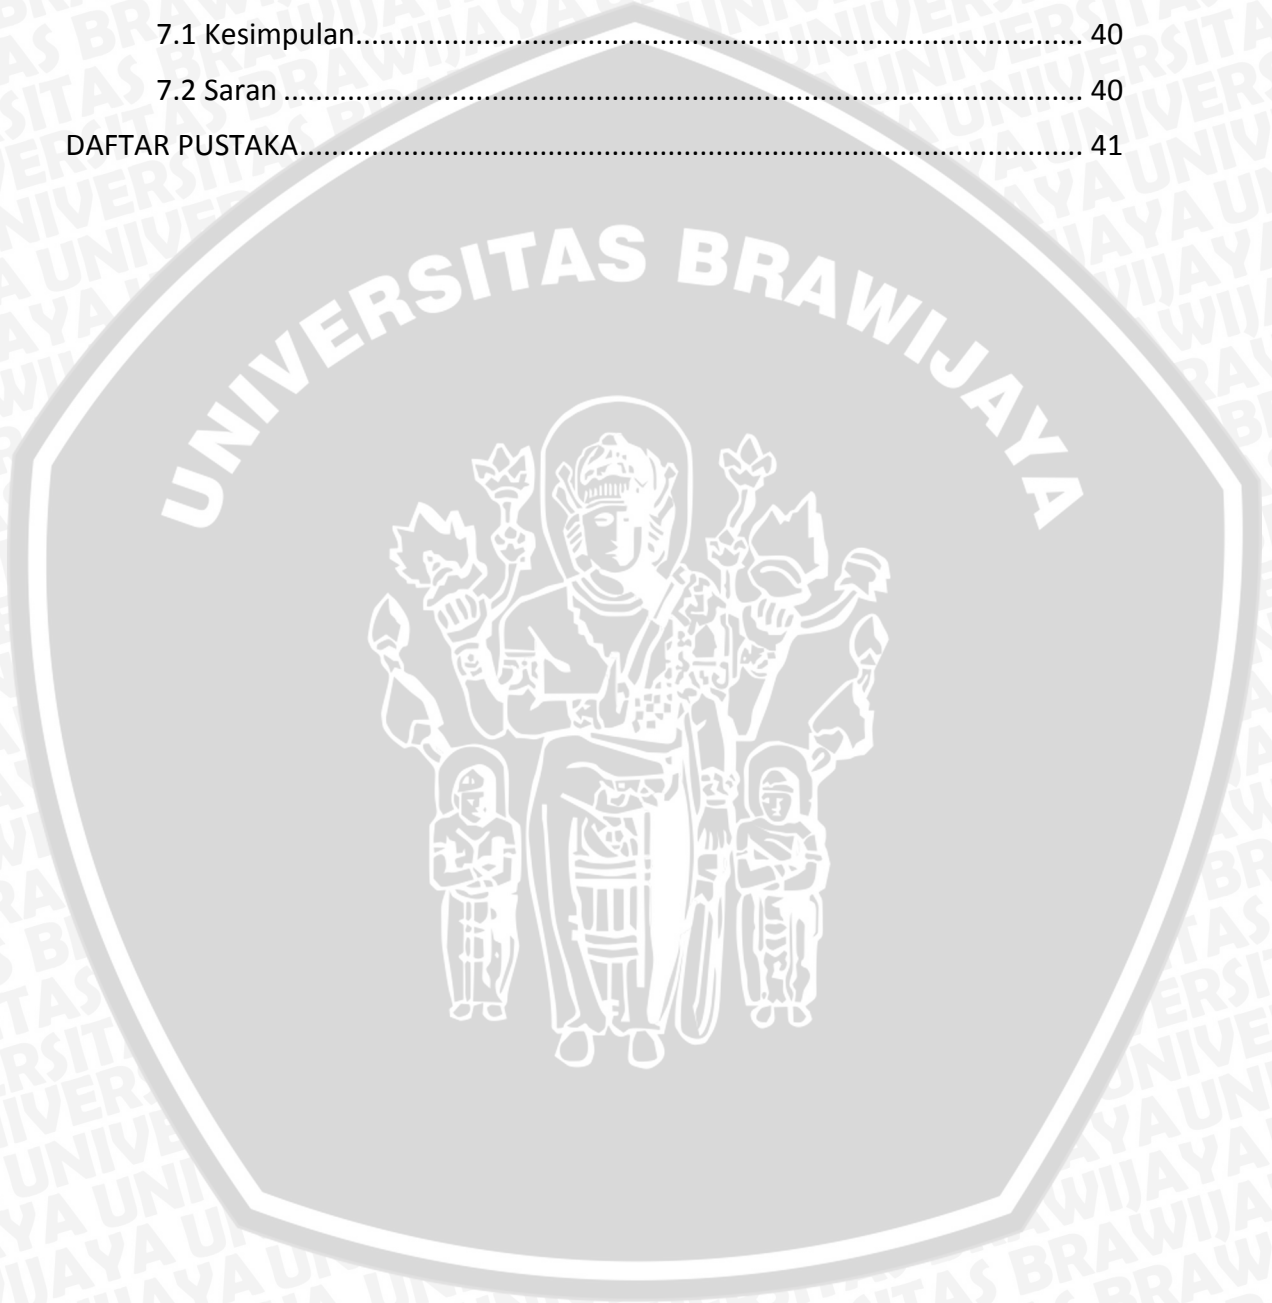 7.1 Kesimpulan........................................................................................... 40
7.2 Saran .................................................................................................... 40
DAFTAR PUSTAKA.................................................................................................. 41
UNIVERSITAS BRAWIJAYA